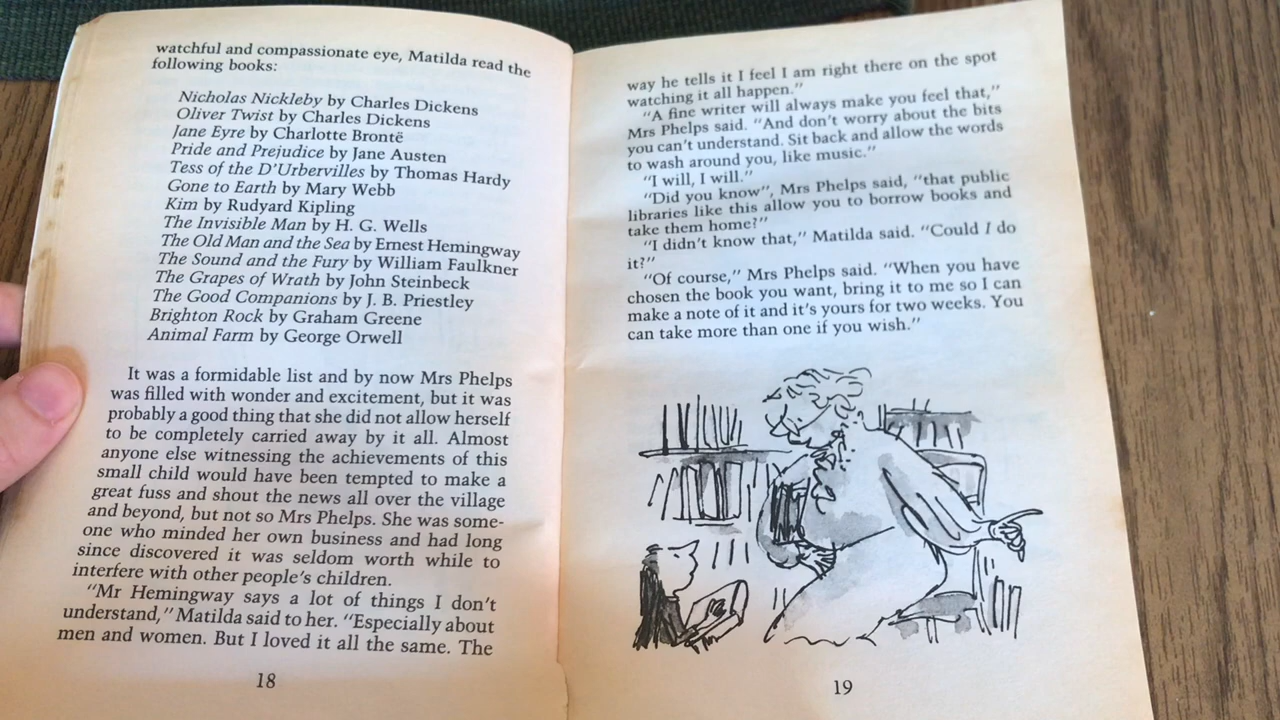 watchful and compassionate eye, Matilda read the
following books:
Nicholas Nickleby by Charles Dickens
Oliver Twist by Charles Dickens
Jane Eyre by Charlotte Brontë
Pride and Prejudice by Jane Austen
Tess of the D'Urbervilles by Thomas Hardy
Gone to Earth by Mary Webb
Kim by Rudyard Kipling
The Invisible Man by H. G. Wells
The Old Man and the Sea by Ernest Hemingway
The Sound and the Fury by William Faulkner
The Grapes of Wrath by John Steinbeck
The Good Companions by J. B. Priestley
Brighton Rock by Graham Greene
Animal Farm by George Orwell
It was a formidable list and by now Mrs Phelps
was filled with wonder and excitement, but it was
probably a good thing that she did not allow herself
to be completely carried away by it all. Almost
anyone else witnessing the achievements of this
small child would have been tempted to make a
great fuss and shout the news all over the village
and beyond, but not so Mrs Phelps. She was some-
one who minded her own business and had long
since discovered it was seldom worth while to
interfere with other people's children.
"Mr Hemingway says a lot of things I don't
understand," Matilda said to her. "Especially about
men and women. But I loved it all the same. The
18
way he tells it I feel I am right there on the spot
watching it all happen."
"A fine writer will always make you feel that,"
Mrs Phelps said. "And don't worry about the bits
you can't understand. Sit back and allow the words
to wash around you, like music."
"I will, I will."
"Did you know", Mrs Phelps said, "that public
libraries like this allow you to borrow books and
take them home?"
"I didn't know that," Matilda said. "Could I do
it?"
"Of course," Mrs Phelps said. "When you have
chosen the book you want, bring it to me so I can
make a note of it and it's yours for two weeks. You
can take more than one if you wish."
19